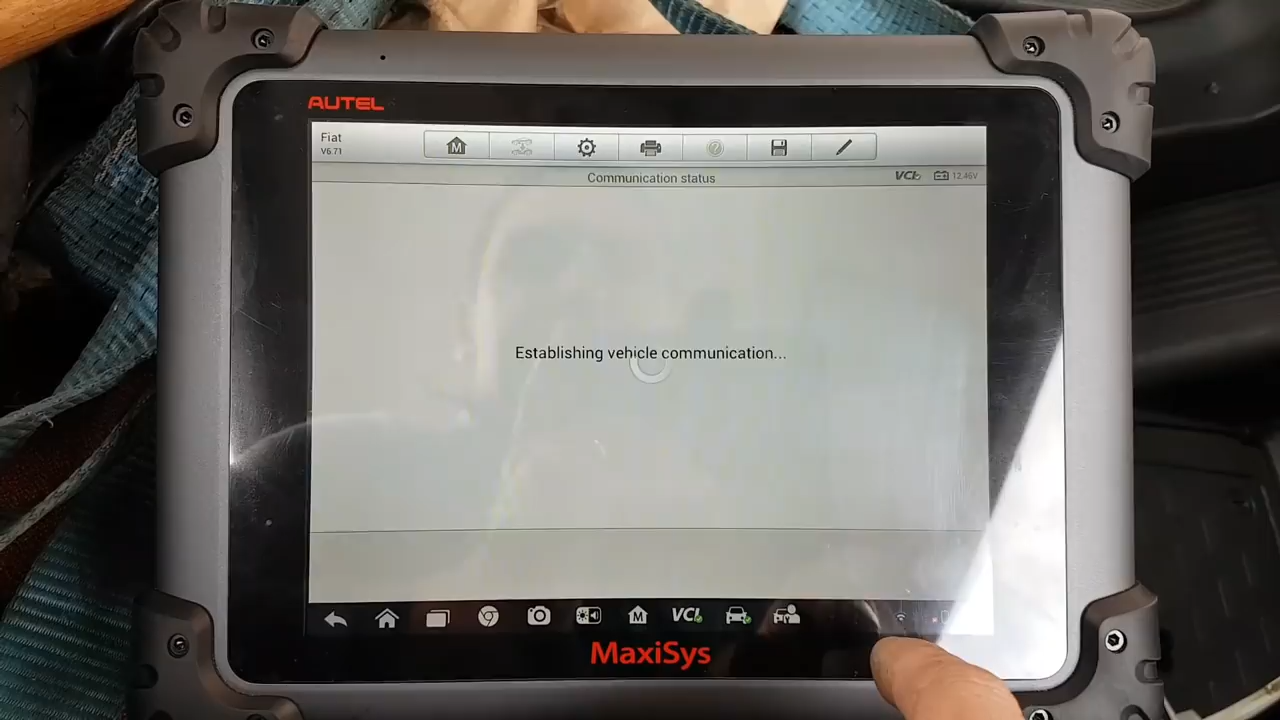 AUTEL
Fiat
V6.71
M
?
Communication status
VCI
12.46V
Establishing vehicle communication...
M
VCI
MaxiSys